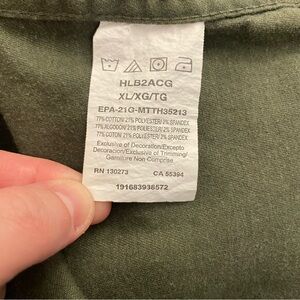 HLB2ACG
XL/XG/TG
EPA-21G-MTTH35213
77% COTTON/ 21% POLYESTER/ 2% SPANDEX
77% ALGODON/ 21% POLIESTER/ 2% SPANDEX
77% COTON/ 21% POLYESTER/ 2% SPANDEX
Exclusive of Decoration/Excepto
Decoracion/Exclusive of Trimming/
Garniture Non Comprise
RN 130273 CA 55394
191683938572